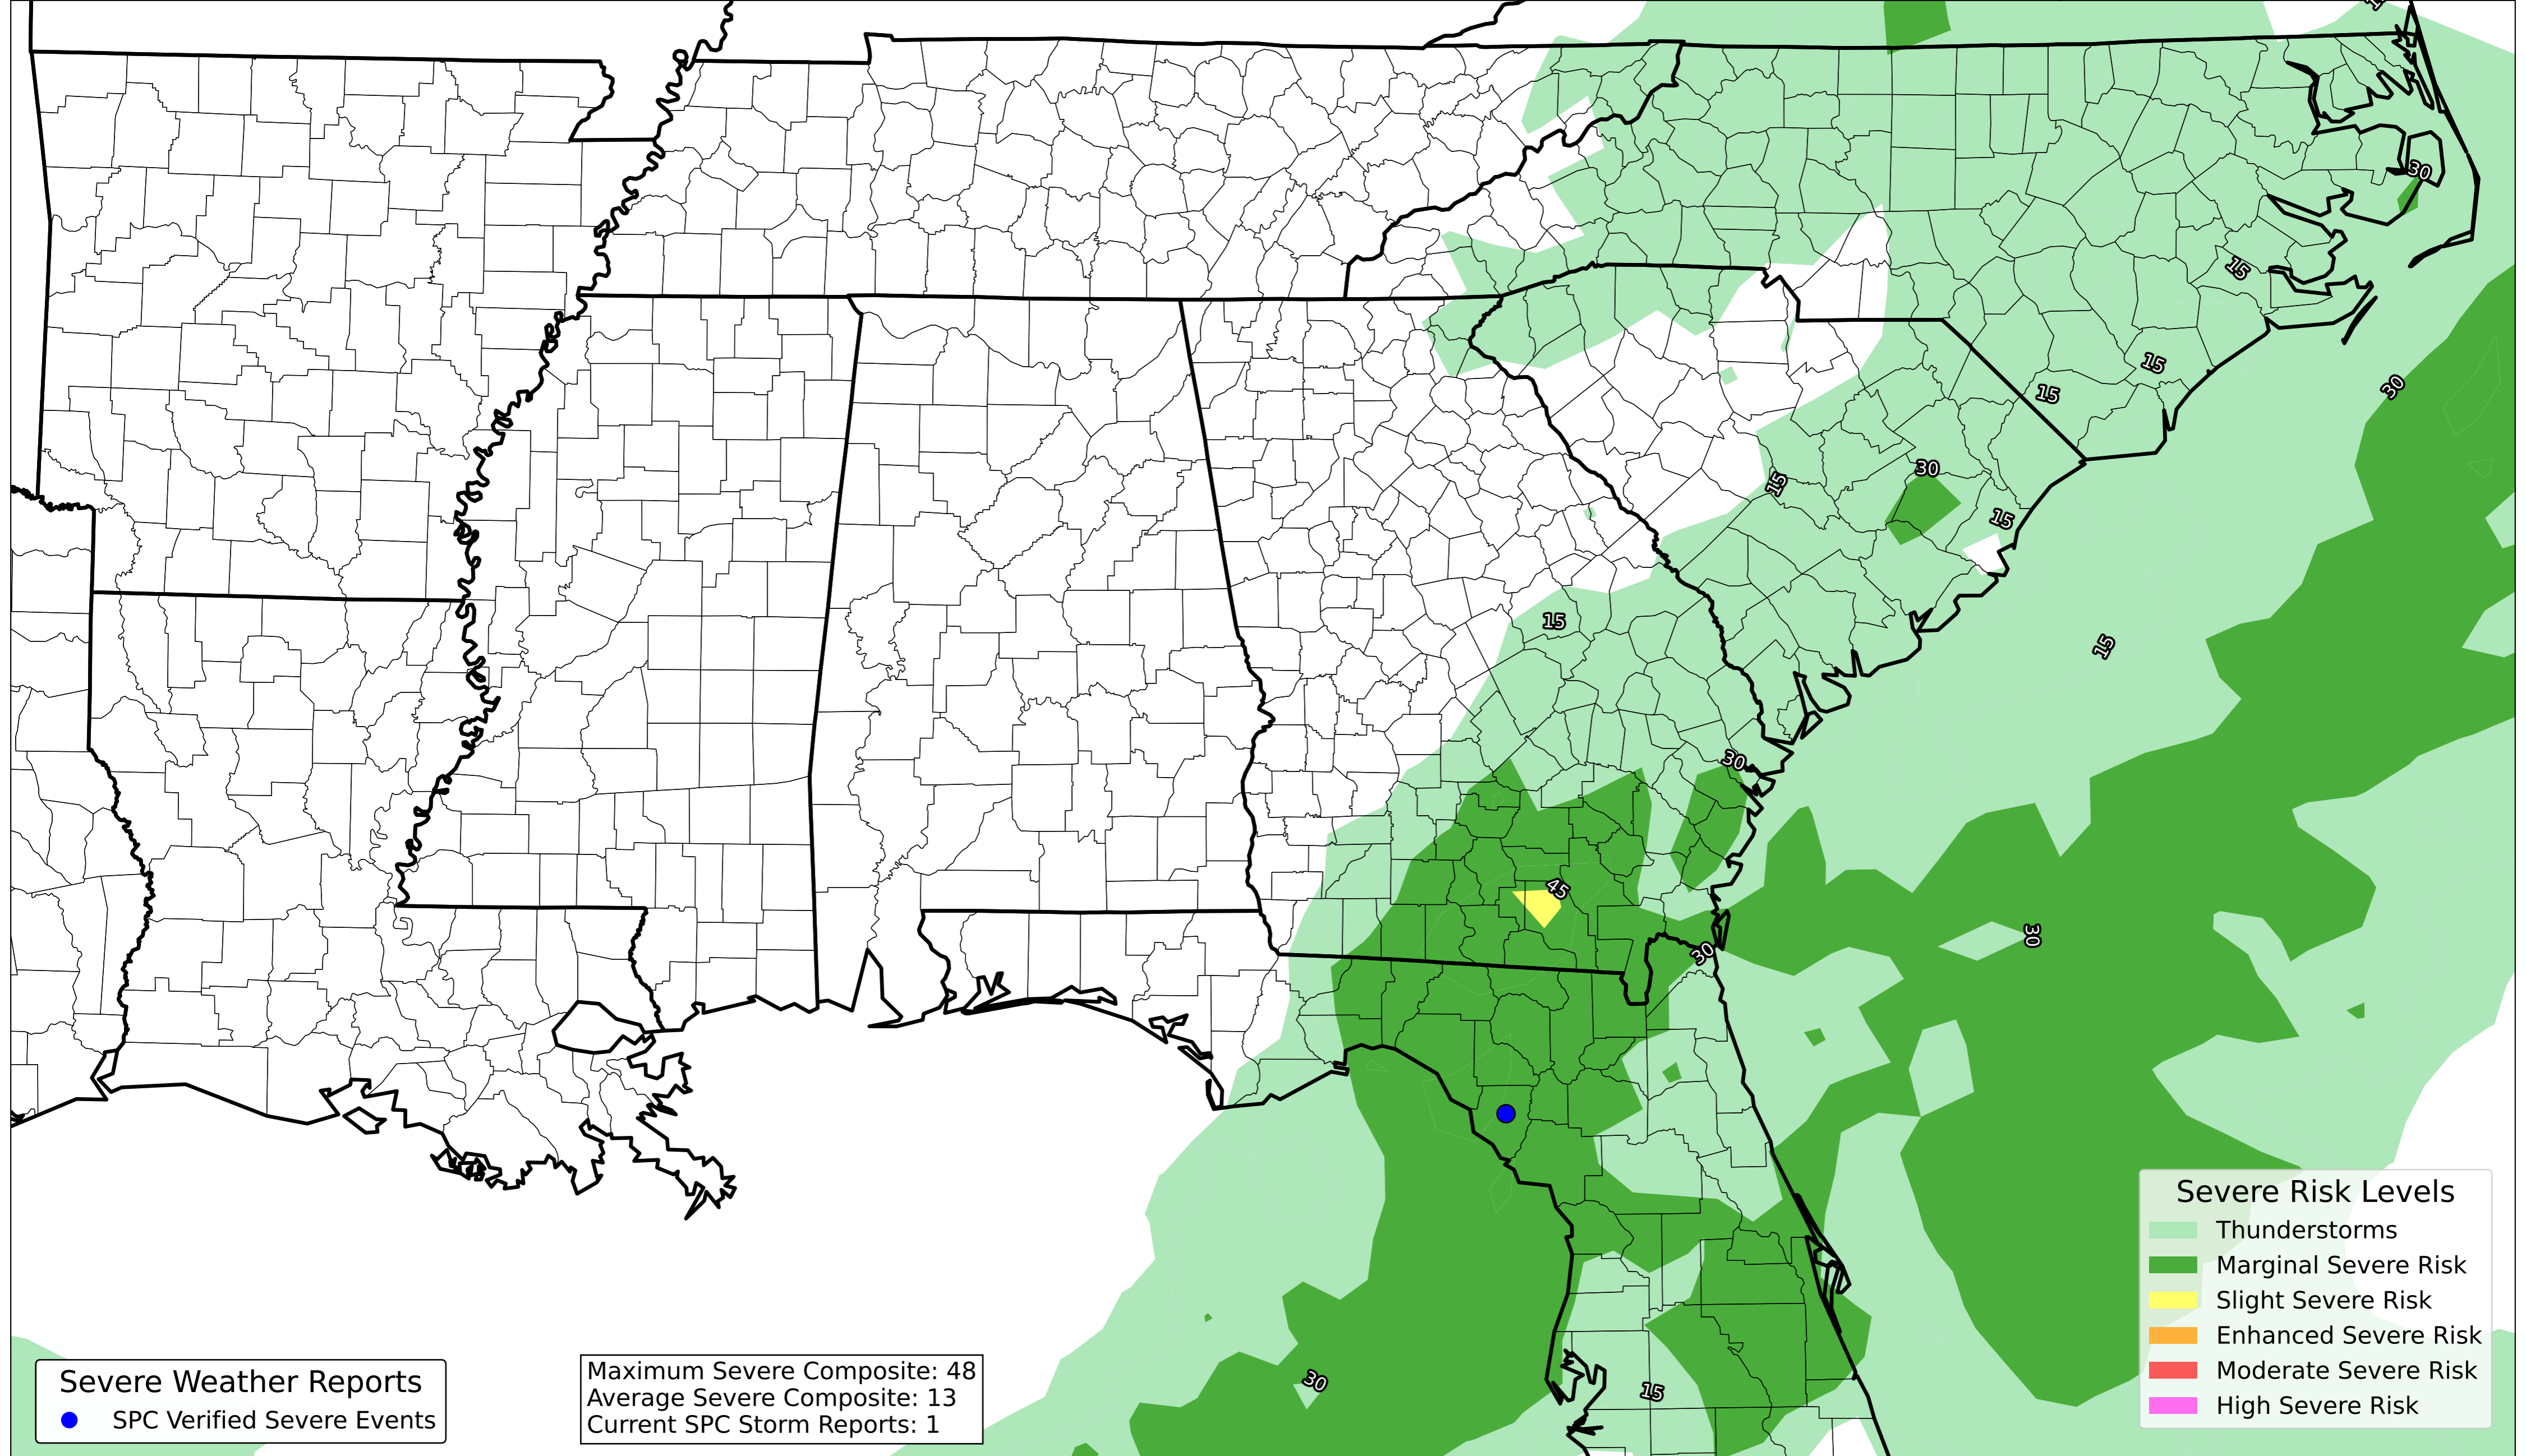 30
15
30
15
15
30
15
15
15
15
30
45
30
30
30
15
Severe Risk Levels
Thunderstorms
Marginal Severe Risk
Slight Severe Risk
Enhanced Severe Risk
Moderate Severe Risk
High Severe Risk
Severe Weather Reports
SPC Verified Severe Events
Maximum Severe Composite: 48
Average Severe Composite: 13
Current SPC Storm Reports: 1